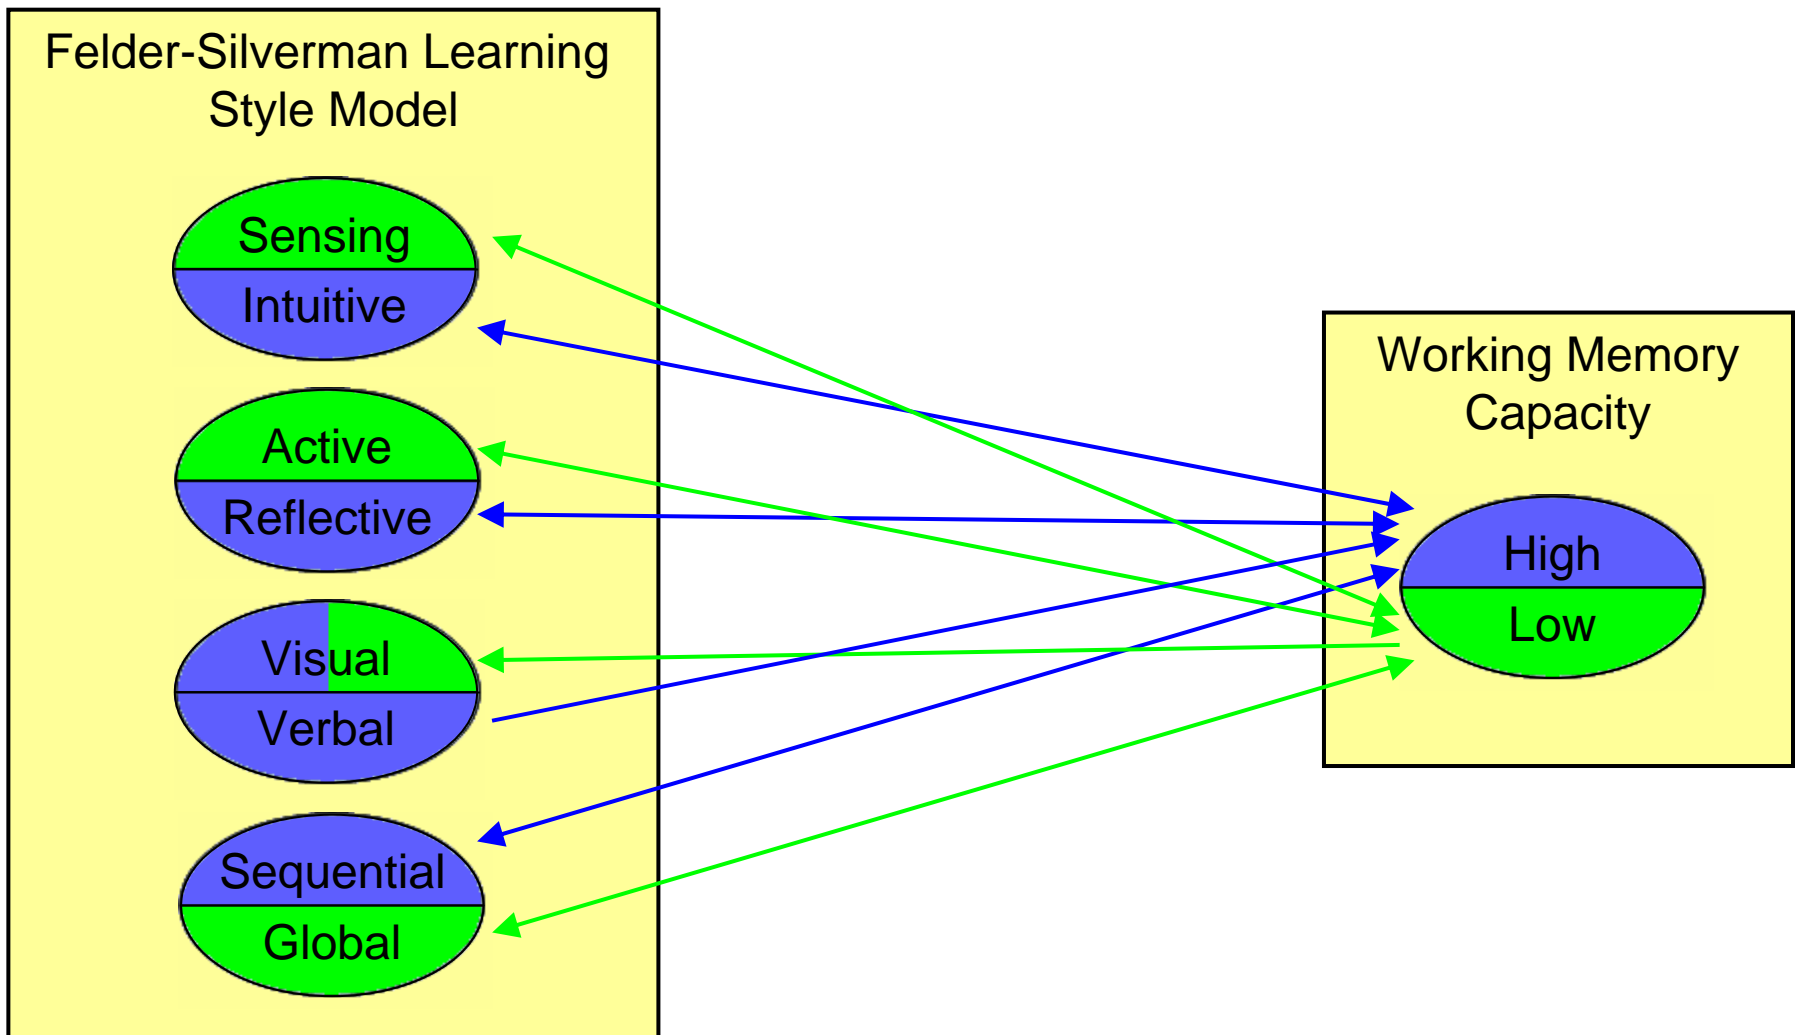 Felder-Silverman Learning
Style Model
Sensing
Intuitive
Active
Reflective
Visual
Verbal
Sequential
Global
Working Memory
Capacity
High
Low